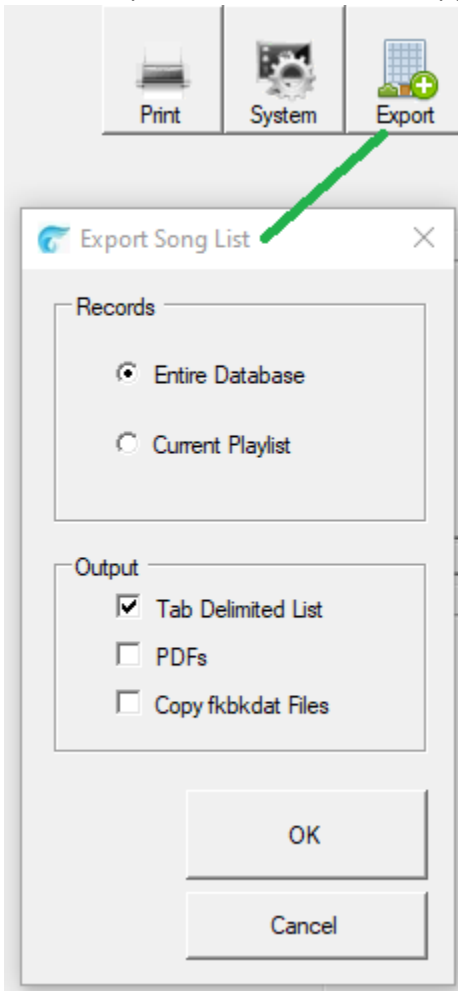 Print System Export
Export Song List
Records
Entire Database
Current Playlist
Output
Tab Delimited List
PDFs
Copy fkbkdat Files
OK
Cancel